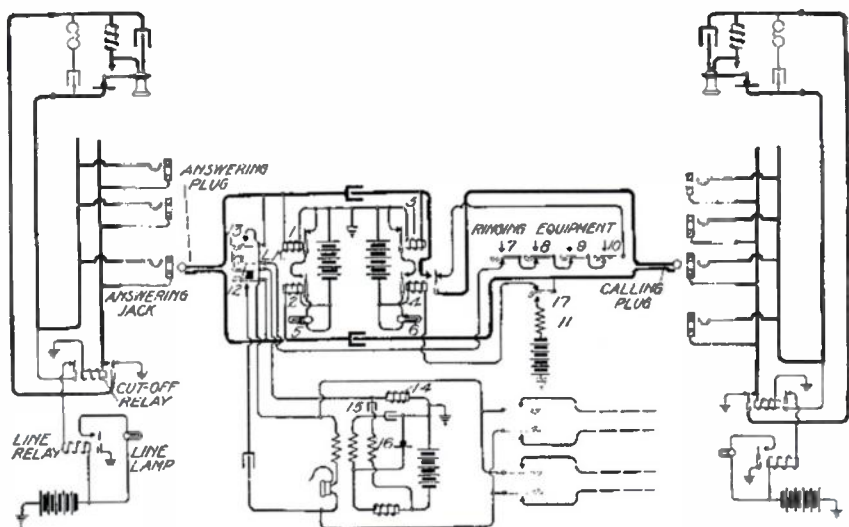 ANSWERING
PLUG
ANSWERING
JACK
CUT-OFF
RELAY
LINE
RELAY
LINE
LAMP
13
12
1
2
3
4
5
6
RINGING EQUIPMENT
7 8 9 10
17
11
CALLING
PLUG
14
15
16